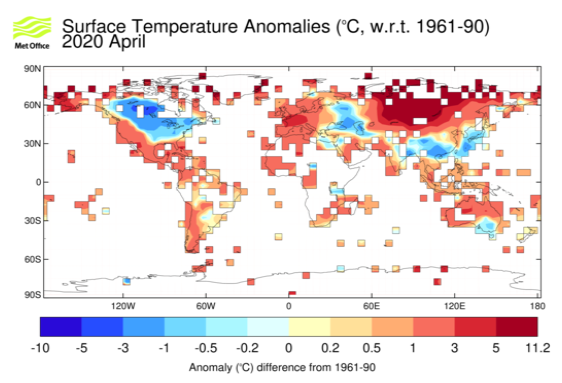 Surface Temperature Anomalies (°C, w.r.t. 1961-90)
Met Office
2020 April
90N
60N
30N
0
30S
60S
90S
120W 60W 0 60E 120E 180
-10 -5 -3 -1 -0.5 -0.2 0 0.2 0.5 1 3 5 11.2
Anomaly (°C) difference from 1961-90